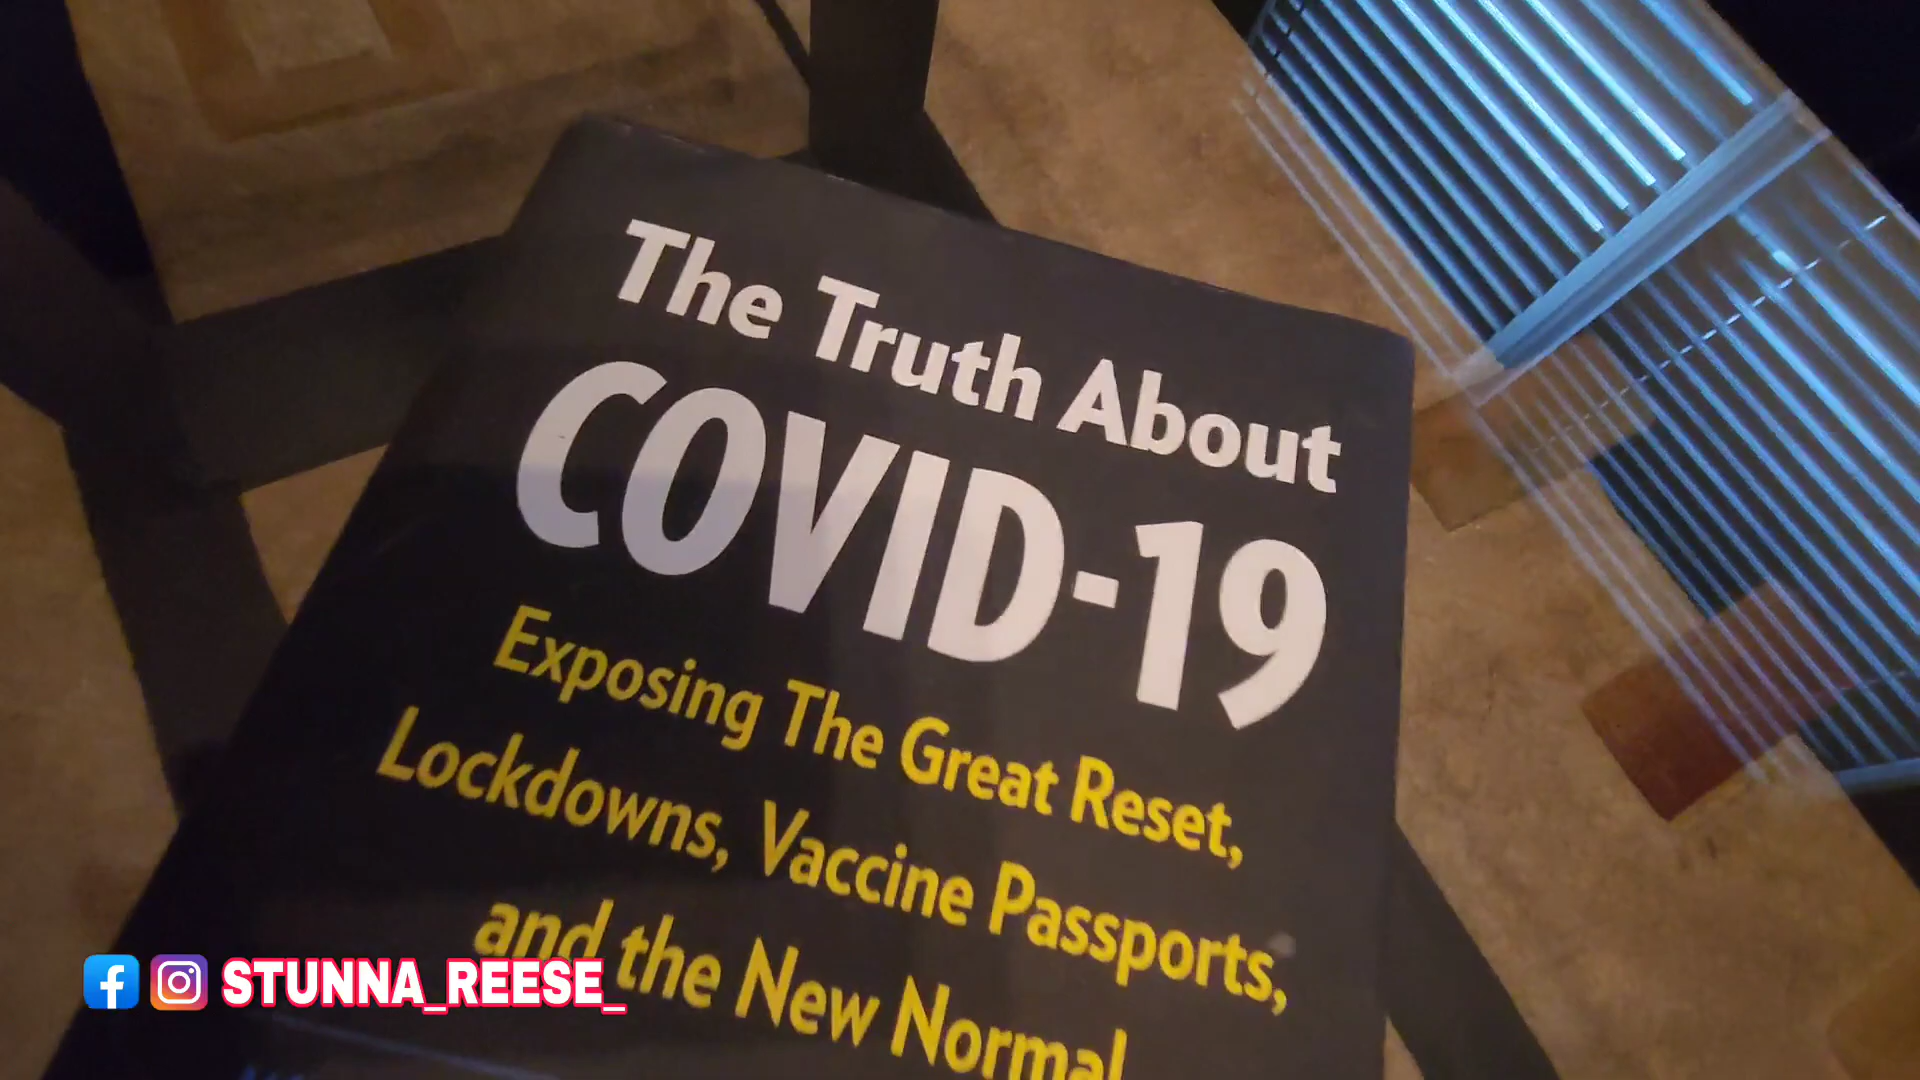 The Truth About
COVID-19
Exposing The Great Reset,
Lockdowns, Vaccine Passports,
and the New Normal
STUNNA_REESE_